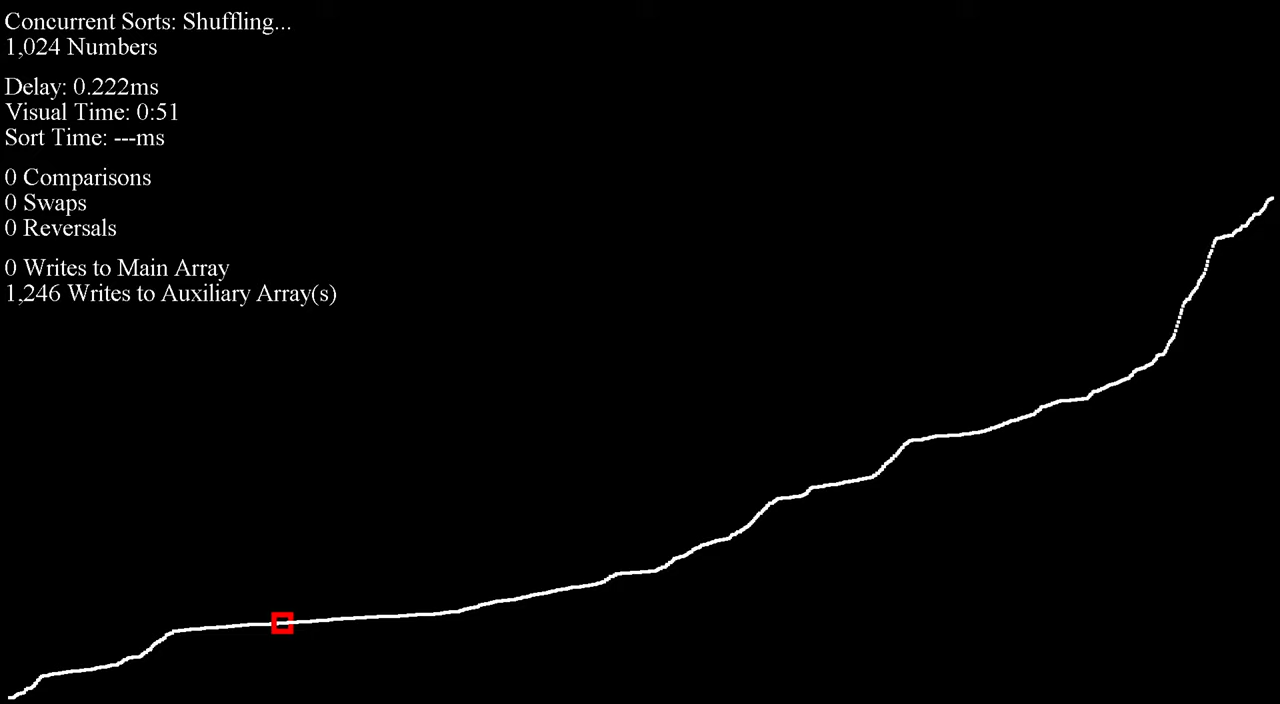 Concurrent Sorts: Shuffling...
1,024 Numbers
Delay: 0.222ms
Visual Time: 0:51
Sort Time: ---ms
0 Comparisons
0 Swaps
0 Reversals
0 Writes to Main Array
1,246 Writes to Auxiliary Array(s)